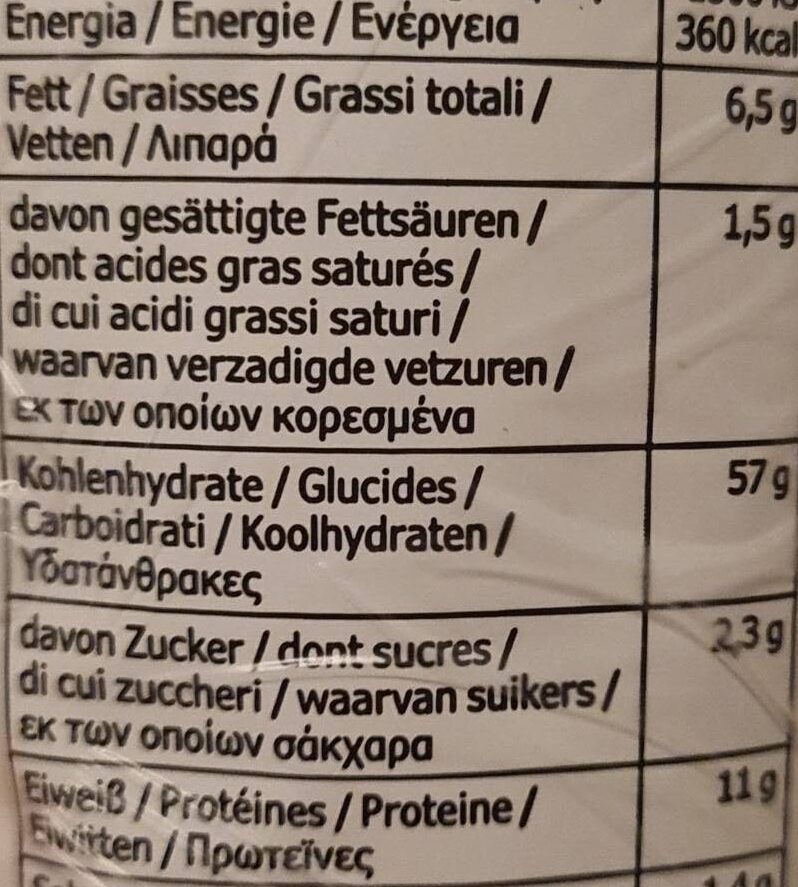 Energia / Energie / Ενέργεια 360 kcal
Fett / Graisses / Grassi totali / 6,5 g
Vetten / Λιπαρά
davon gesättigte Fettsäuren / 1,5 g
dont acides gras saturés /
di cui acidi grassi saturi /
waarvan verzadigde vetzuren /
εκ των οποίων κορεσμένα
Kohlenhydrate / Glucides / 57 g
Carboidrati / Koolhydraten /
Υδατάνθρακες
davon Zucker / dont sucres / 2,3 g
di cui zuccheri / waarvan suikers /
εκ των οποίων σάκχαρα
Eiweiß / Protéines / Proteine / 11 g
Eiwitten / Πρωτεΐνες